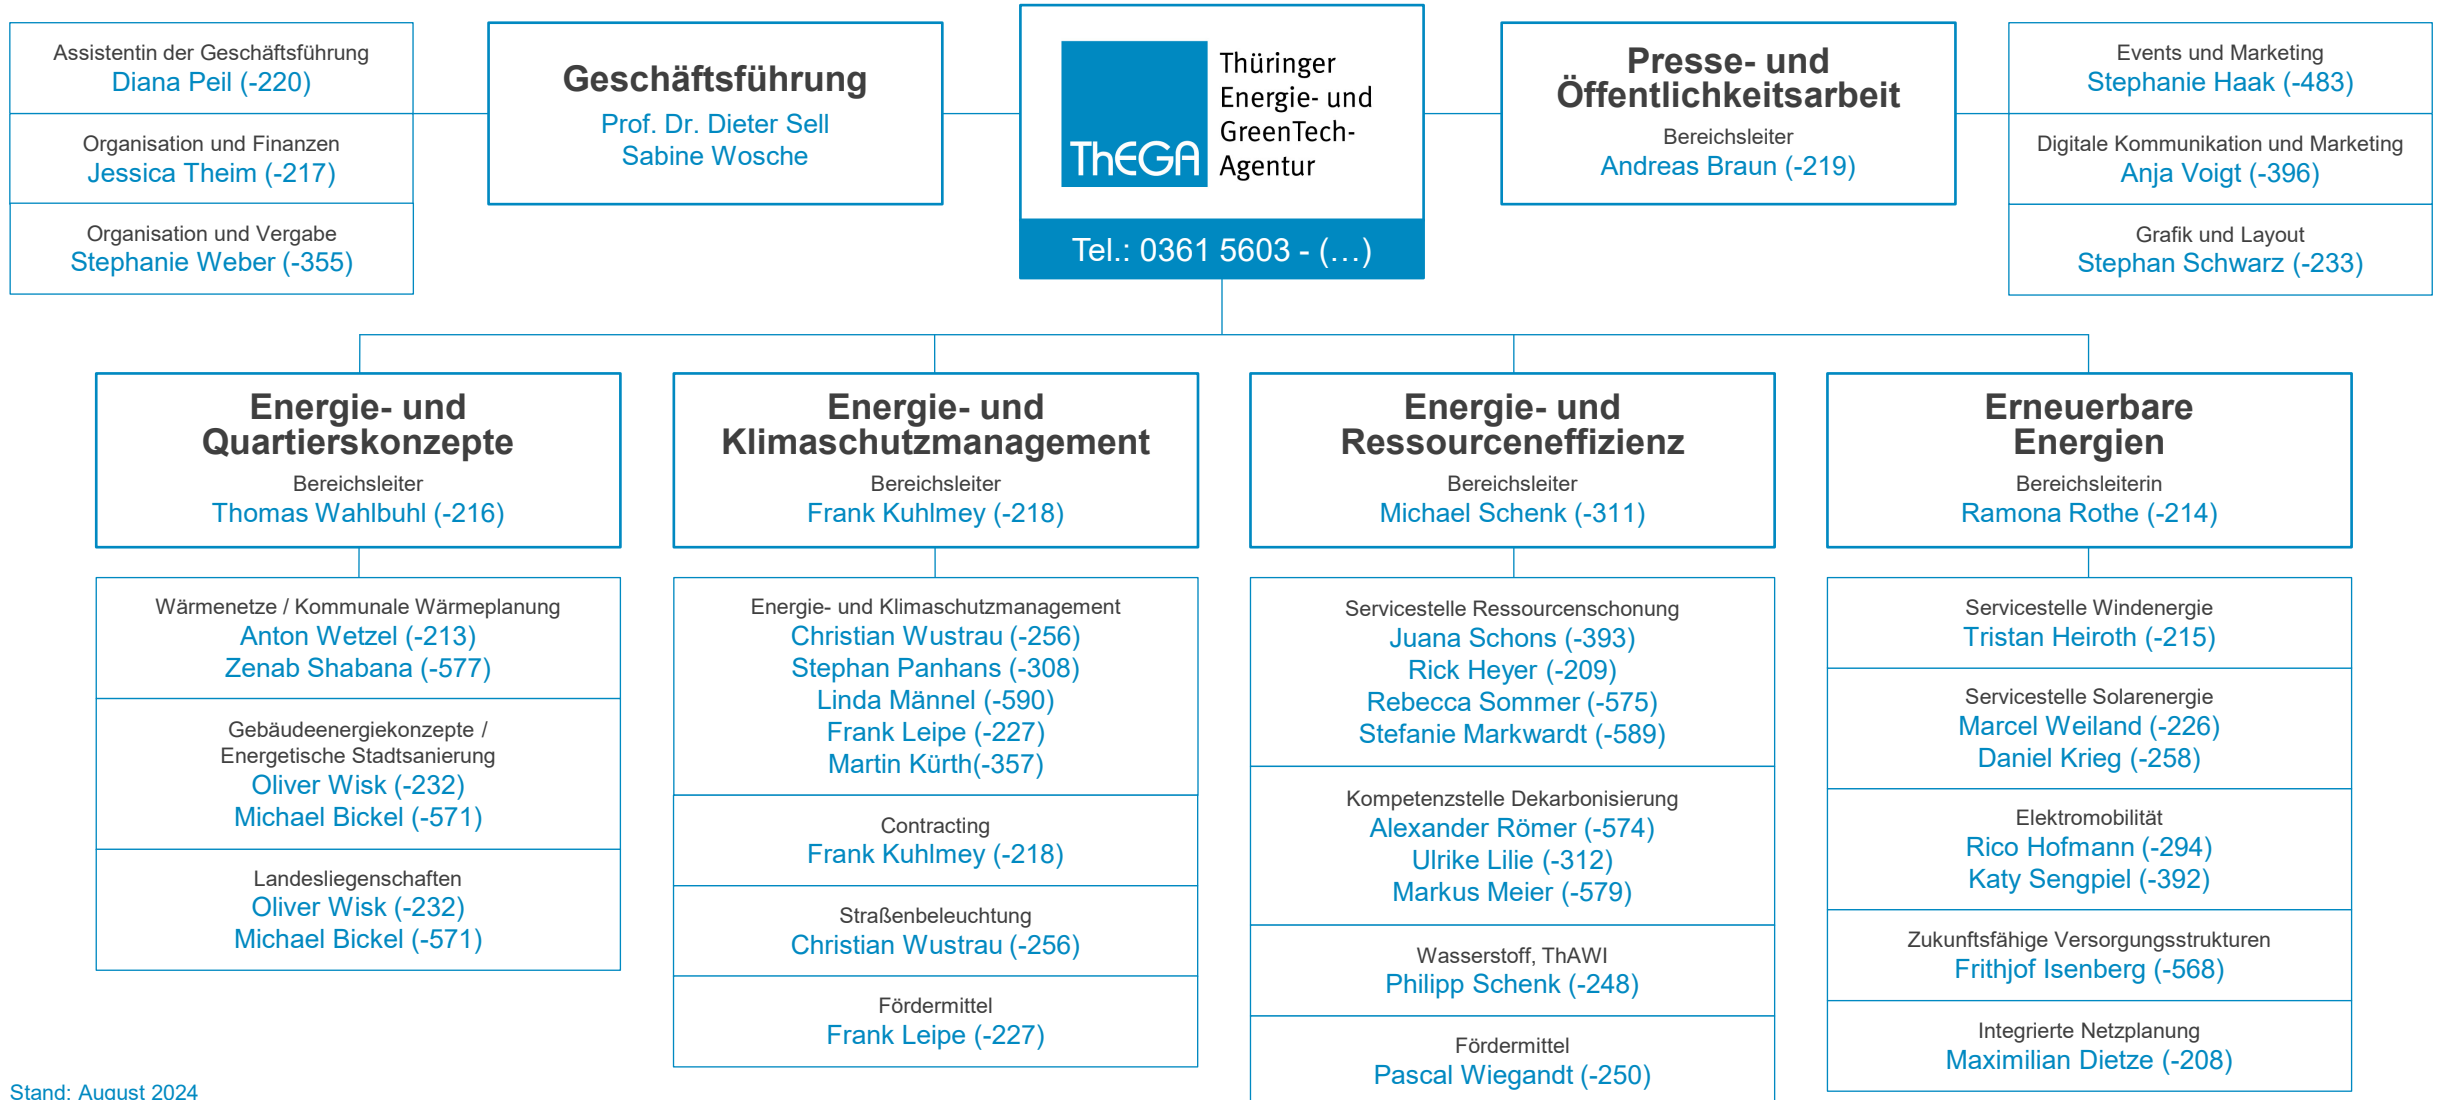 Assistentin der Geschäftsführung
Diana Peil (-220)
Organisation und Finanzen
Jessica Theim (-217)
Organisation und Vergabe
Stephanie Weber (-355)
Geschäftsführung
Prof. Dr. Dieter Sell
Sabine Wosche
ThEGA
Thüringer
Energie- und
GreenTech-
Agentur
Tel.: 0361 5603 - (…)
Presse- und
Öffentlichkeitsarbeit
Bereichsleiter
Andreas Braun (-219)
Events und Marketing
Stephanie Haak (-483)
Digitale Kommunikation und Marketing
Anja Voigt (-396)
Grafik und Layout
Stephan Schwarz (-233)
Energie- und
Quartierskonzepte
Bereichsleiter
Thomas Wahlbuhl (-216)
Wärmenetze / Kommunale Wärmeplanung
Anton Wetzel (-213)
Zenab Shabana (-577)
Gebäudeenergiekonzepte /
Energetische Stadtsanierung
Oliver Wisk (-232)
Michael Bickel (-571)
Landesliegenschaften
Oliver Wisk (-232)
Michael Bickel (-571)
Energie- und
Klimaschutzmanagement
Bereichsleiter
Frank Kuhlmey (-218)
Energie- und Klimaschutzmanagement
Christian Wustrau (-256)
Stephan Panhans (-308)
Linda Männel (-590)
Frank Leipe (-227)
Martin Kürth(-357)
Contracting
Frank Kuhlmey (-218)
Straßenbeleuchtung
Christian Wustrau (-256)
Fördermittel
Frank Leipe (-227)
Energie- und
Ressourceneffizienz
Bereichsleiter
Michael Schenk (-311)
Servicestelle Ressourcenschonung
Juana Schons (-393)
Rick Heyer (-209)
Rebecca Sommer (-575)
Stefanie Markwardt (-589)
Kompetenzstelle Dekarbonisierung
Alexander Römer (-574)
Ulrike Lilie (-312)
Markus Meier (-579)
Wasserstoff, ThAWI
Philipp Schenk (-248)
Fördermittel
Pascal Wiegandt (-250)
Erneuerbare
Energien
Bereichsleiterin
Ramona Rothe (-214)
Servicestelle Windenergie
Tristan Heiroth (-215)
Servicestelle Solarenergie
Marcel Weiland (-226)
Daniel Krieg (-258)
Elektromobilität
Rico Hofmann (-294)
Katy Sengpiel (-392)
Zukunftsfähige Versorgungsstrukturen
Frithjof Isenberg (-568)
Integrierte Netzplanung
Maximilian Dietze (-208)
Stand: August 2024